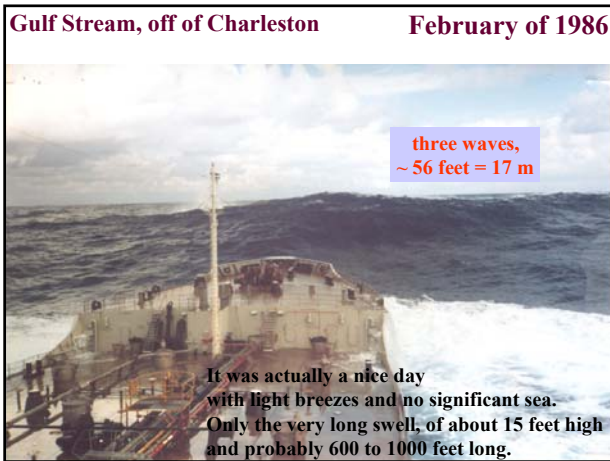 Gulf Stream, off of Charleston
February of 1986
three waves,
~ 56 feet = 17 m
It was actually a nice day
with light breezes and no significant sea.
Only the very long swell, of about 15 feet high
and probably 600 to 1000 feet long.